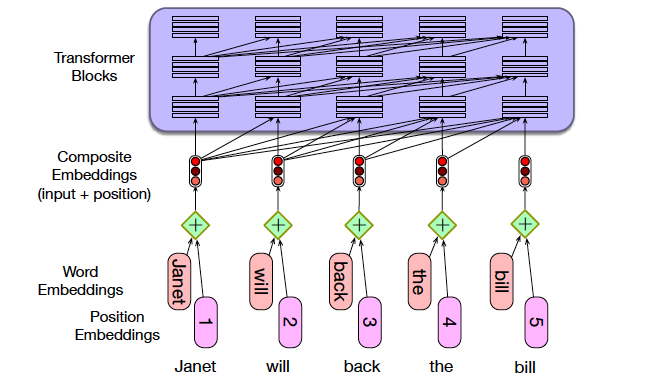 Transformer
Blocks
Composite
Embeddings
(input + position)
+ + + + +
Word
Embeddings
Janet will back the bill
Position
Embeddings
1 2 3 4 5
Janet will back the bill